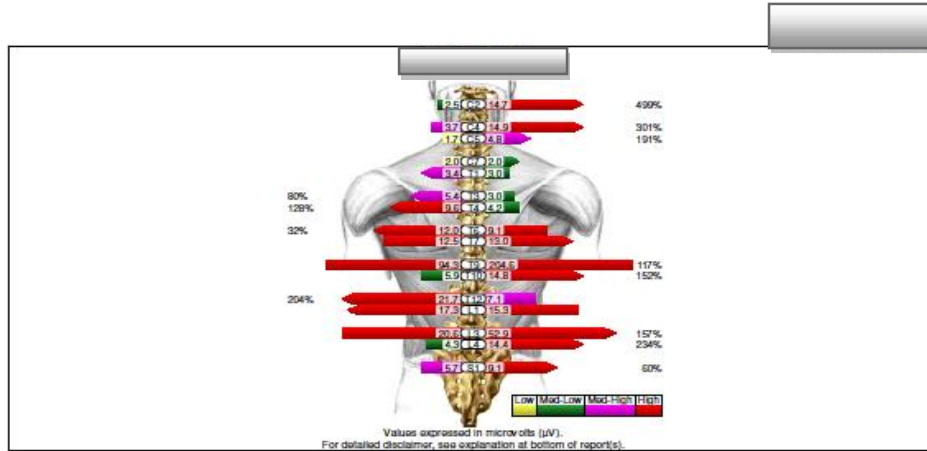 2.5 C2 14.7 499%
3.7 C4 14.9 301%
1.7 C5 4.8 191%
2.0 C7 2.0
3.4 T1 3.0
80% 5.4 T3 3.0
128% 9.6 T4 4.2
32% 12.0 T6 9.1
12.5 T7 13.0
94.3 T9 204.6 117%
5.9 T10 14.8 152%
204% 21.7 T12 7.1
17.3 L1 15.3
20.6 L3 52.9 157%
4.3 L4 14.4 234%
5.7 S1 9.1 60%
Low Med-Low Med-High High
Values expressed in microvolts (µV).
For detailed disclaimer, see explanation at bottom of report(s).